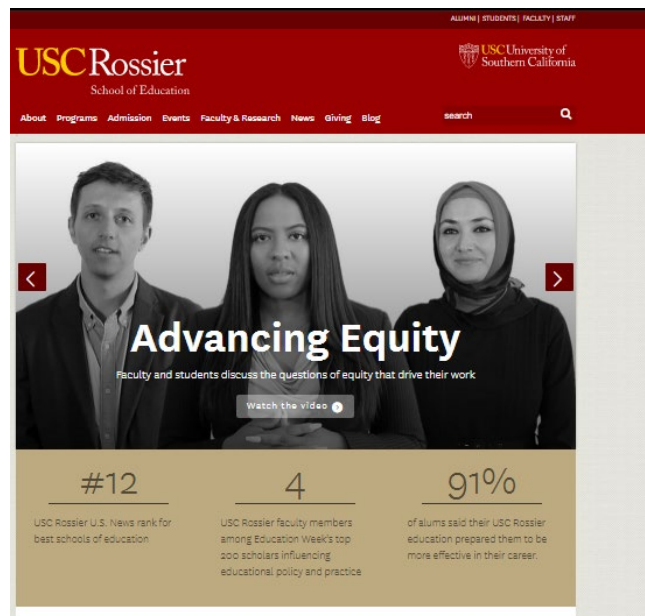 ALUMNI | STUDENTS | FACULTY | STAFF
USC Rossier
School of Education
USC University of
Southern California
About Programs Admission Events Faculty & Research News Giving Blog
search
Advancing Equity
Faculty and students discuss the questions of equity that drive their work
Watch the video
#12
USC Rossier U.S. News rank for
best schools of education
4
USC Rossier faculty members
among Education Week's top
200 scholars influencing
educational policy and practice
91%
of alums said their USC Rossier
education prepared them to be
more effective in their career.